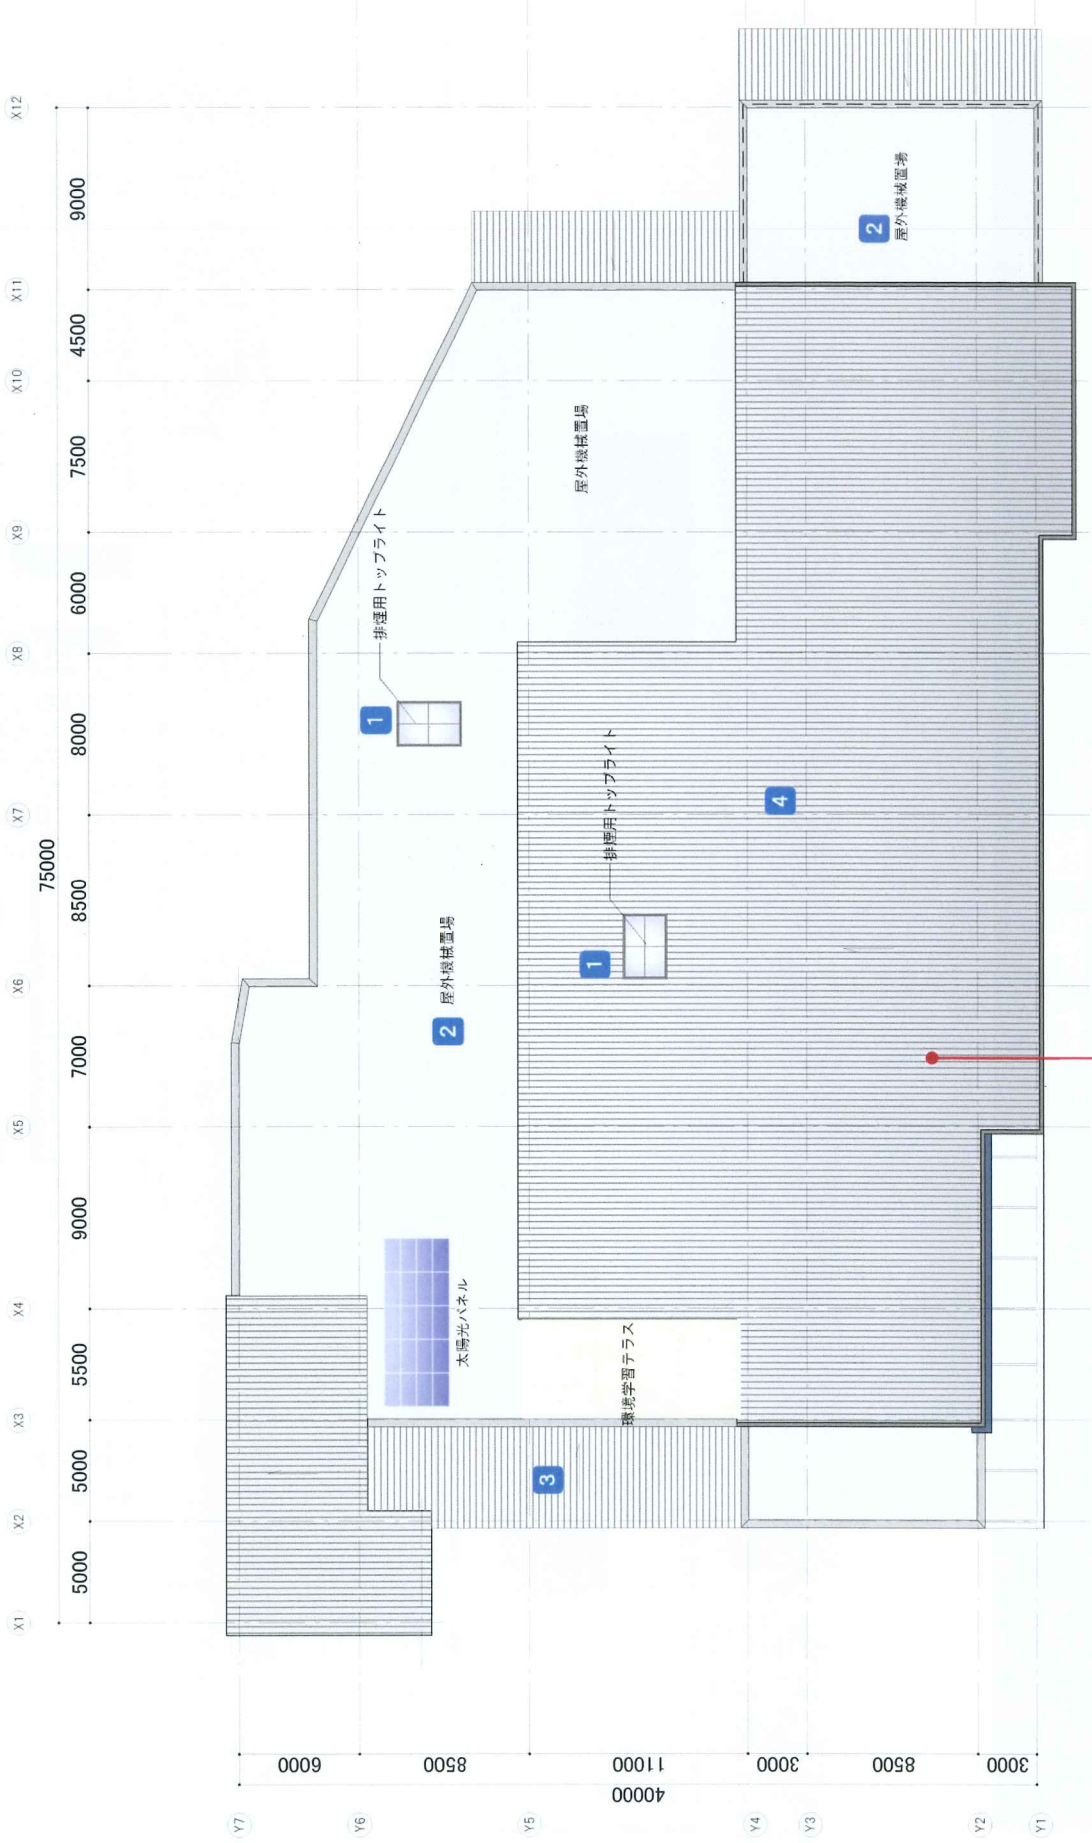 X1
X2
X3
X4
X5
X6
X7
X8
X9
X10
X11
X12
75000
5000
5000
5500
9000
7000
8500
8000
6000
7500
4500
9000
Y7
Y6
Y5
Y4
Y3
Y2
Y1
40000
6000
8500
11000
3000
8500
3000
1
排煙用トップライト
太陽光パネル
2
屋外機械置場
屋外機械置場
3
環境学習テラス
1
排煙用トップライト
4
2
屋外機械置場